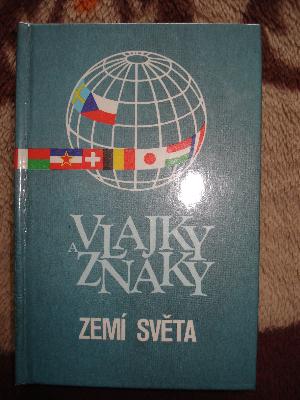 VLAJKY
A ZNAKY
ZEMÍ SVĚTA